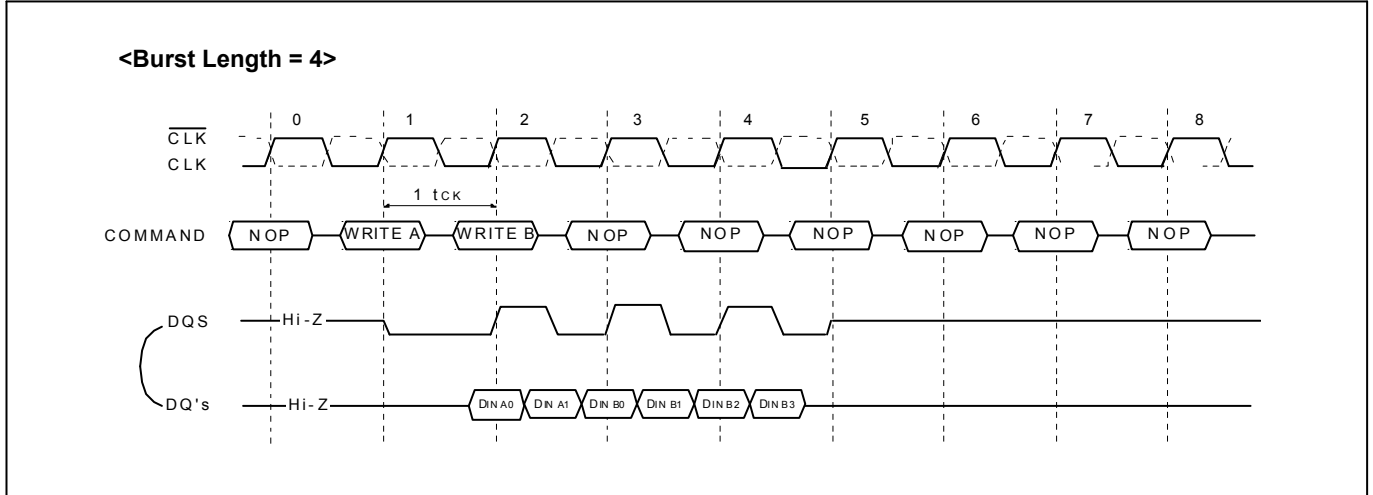 <Burst Length = 4>
0 1 2 3 4 5 6 7 8
CLK
CLK
1 tCK
COMMAND NOP WRITE A WRITE B NOP NOP NOP NOP NOP NOP
DQS Hi-Z
DQ's Hi-Z DIN A0 DIN A1 DIN B0 DIN B1 DIN B2 DIN B3